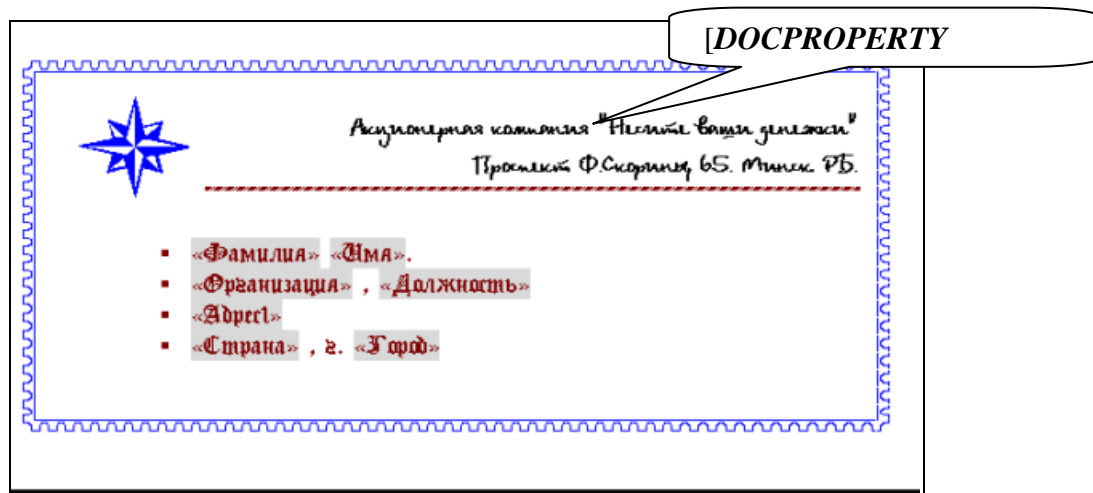 [DOCPROPERTY
Акционерная компания "Несите ваши денежки"
Проспект Ф.Скорины, 65. Минск. РБ.
▪ «Фамилия» «Имя».
▪ «Организация» , «Должность»
▪ «Адрес1»
▪ «Страна» , г. «Город»